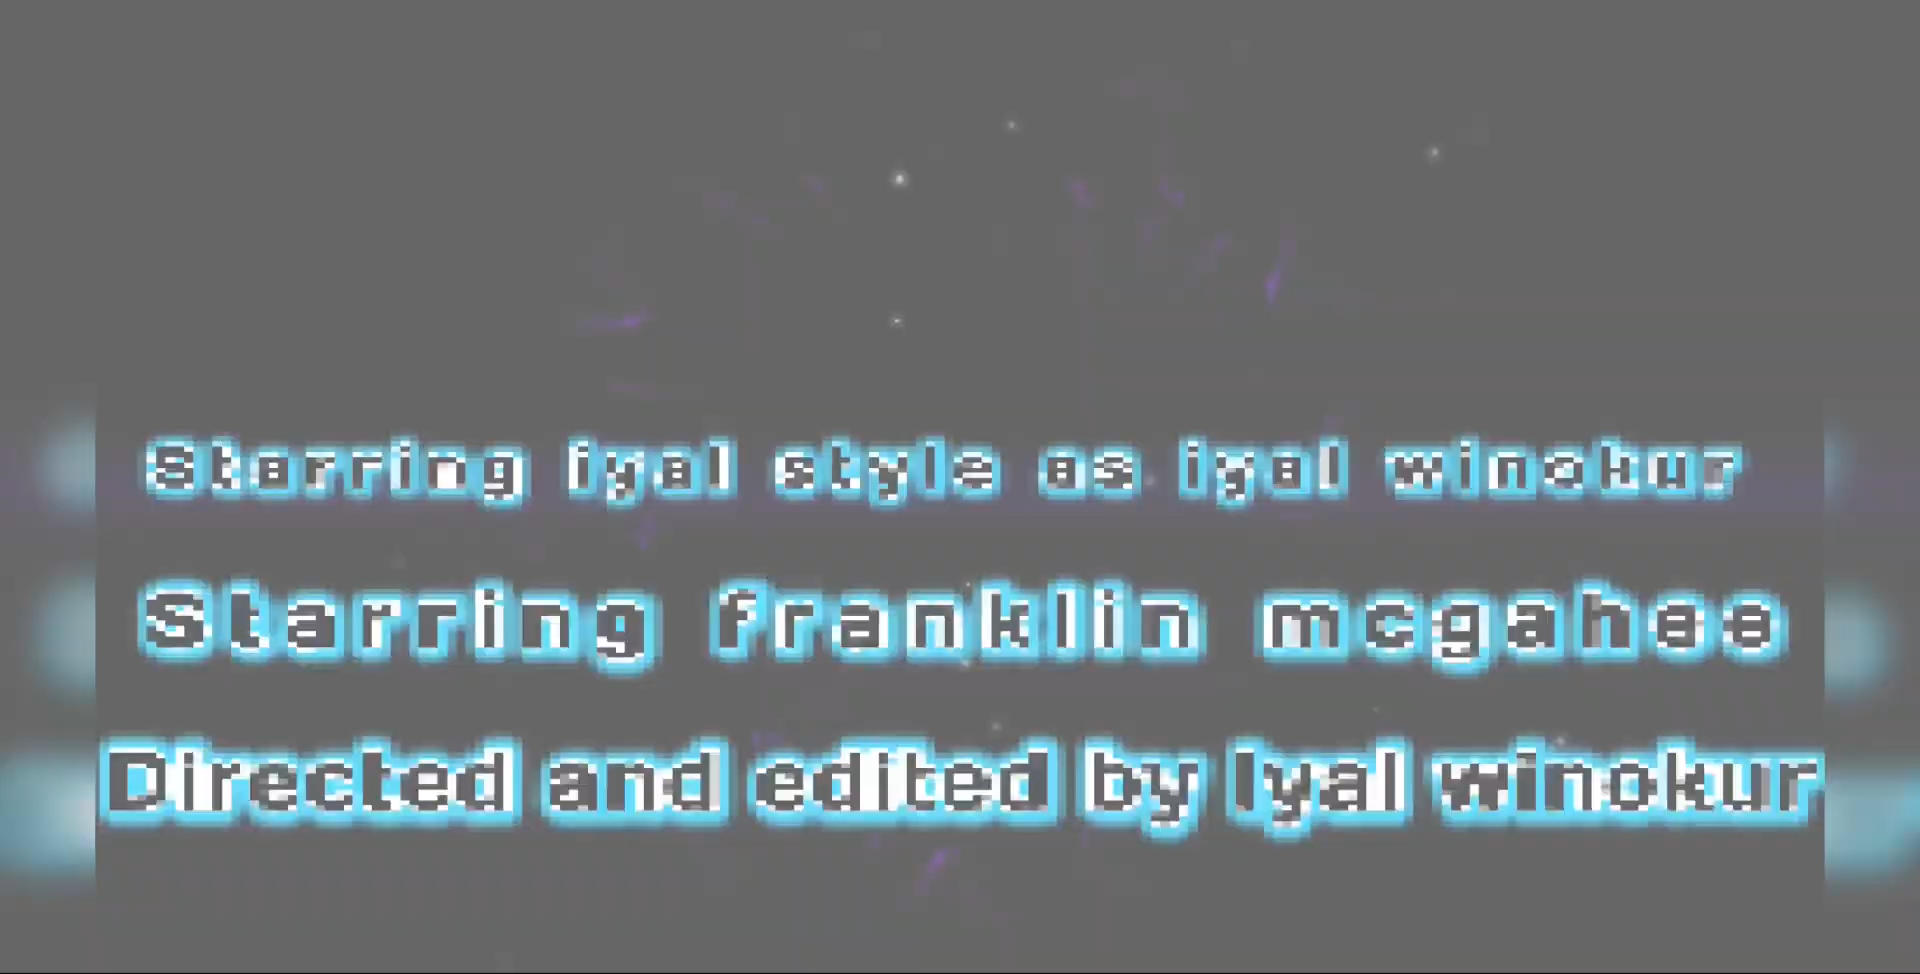 Starring iyal style as iyal winokur
Starring franklin mcgahee
Directed and edited by Iyal winokur